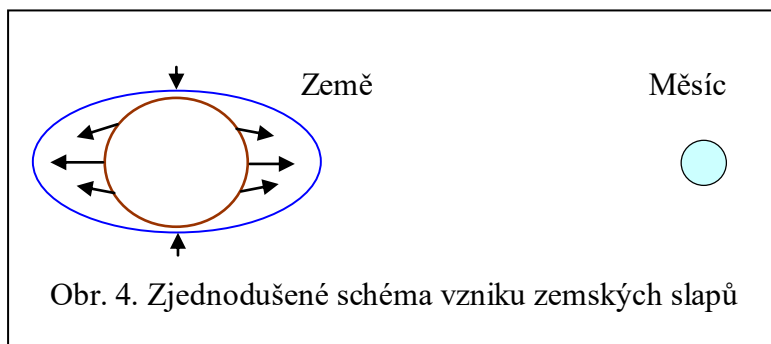 Země
Měsíc
Obr. 4. Zjednodušené schéma vzniku zemských slapů